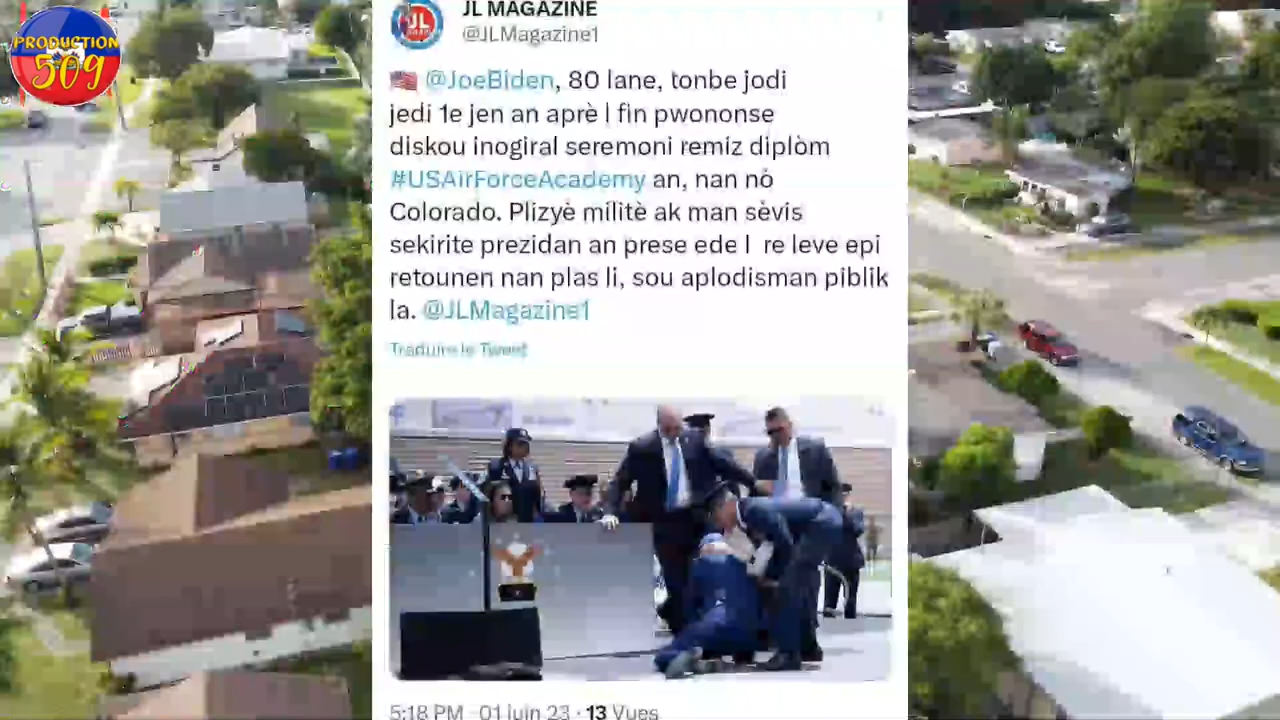 PRODUCTION
509
JL
JL MAGAZINE
@JLMagazine1
@JoeBiden, 80 lane, tonbe jodi
jedi 1e jen an aprè l fin pwononse
diskou inogiral seremoni remiz diplòm
#USAirForceAcademy an, nan nò
Colorado. Plizyè militè ak man sèvis
sekirite prezidan an prese ede l re leve epi
retounen nan plas li, sou aplodisman piblik
la. @JLMagazine1
Traduire le Tweet
5:18 PM · 01 juin 23 · 13 Vues